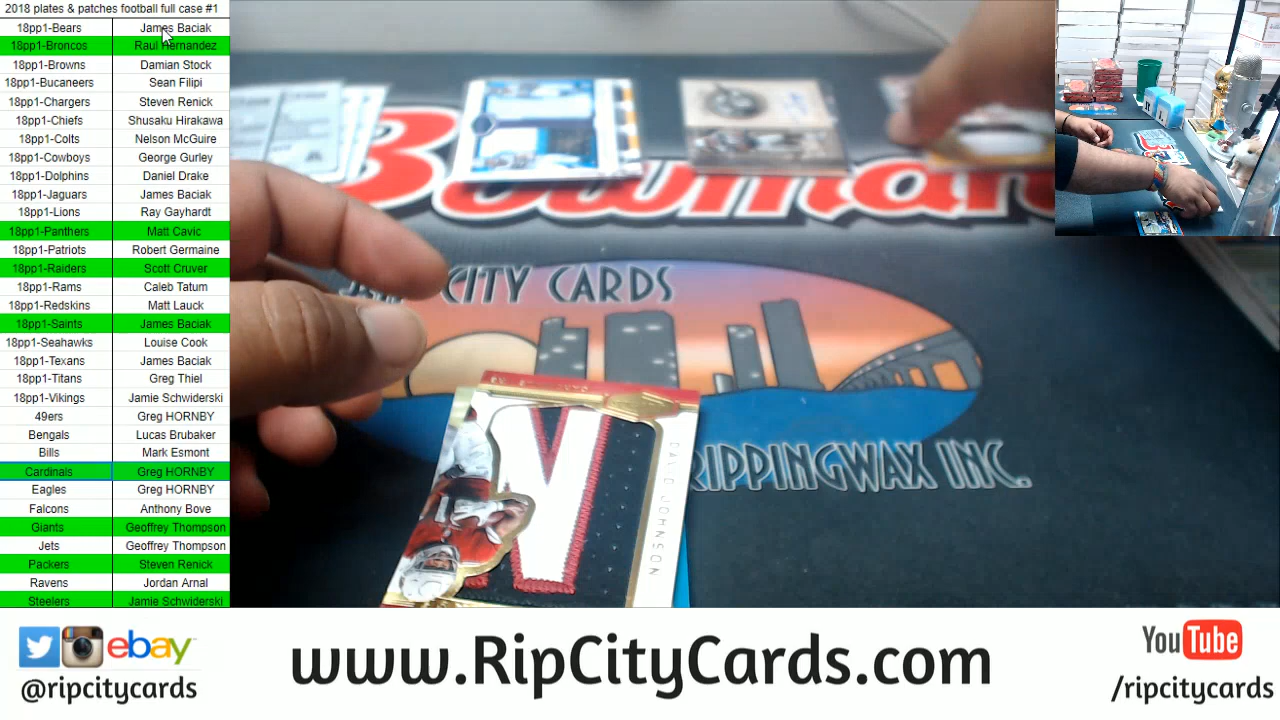 2018 plates & patches football full case #1
18pp1-Bears James Baciak
18pp1-Broncos Raul Hernandez
18pp1-Browns Damian Stock
18pp1-Bucaneers Sean Filipi
18pp1-Chargers Steven Renick
18pp1-Chiefs Shusaku Hirakawa
18pp1-Colts Nelson McGuire
18pp1-Cowboys George Gurley
18pp1-Dolphins Daniel Drake
18pp1-Jaguars James Baciak
18pp1-Lions Ray Gayhardt
18pp1-Panthers Matt Cavic
18pp1-Patriots Robert Germaine
18pp1-Raiders Scott Cruver
18pp1-Rams Caleb Tatum
18pp1-Redskins Matt Lauck
18pp1-Saints James Baciak
18pp1-Seahawks Louise Cook
18pp1-Texans James Baciak
18pp1-Titans Greg Thiel
18pp1-Vikings Jamie Schwiderski
49ers Greg HORNBY
Bengals Lucas Brubaker
Bills Mark Esmont
Cardinals Greg HORNBY
Eagles Greg HORNBY
Falcons Anthony Bove
Giants Geoffrey Thompson
Jets Geoffrey Thompson
Packers Steven Renick
Ravens Jordan Arnal
Steelers Jamie Schwiderski
Bowman
CITY CARDS
RIPPINGWAX INC.
DAVID JOHNSON
ebay
@ripcitycards
www.RipCityCards.com
YouTube
/ripcitycards